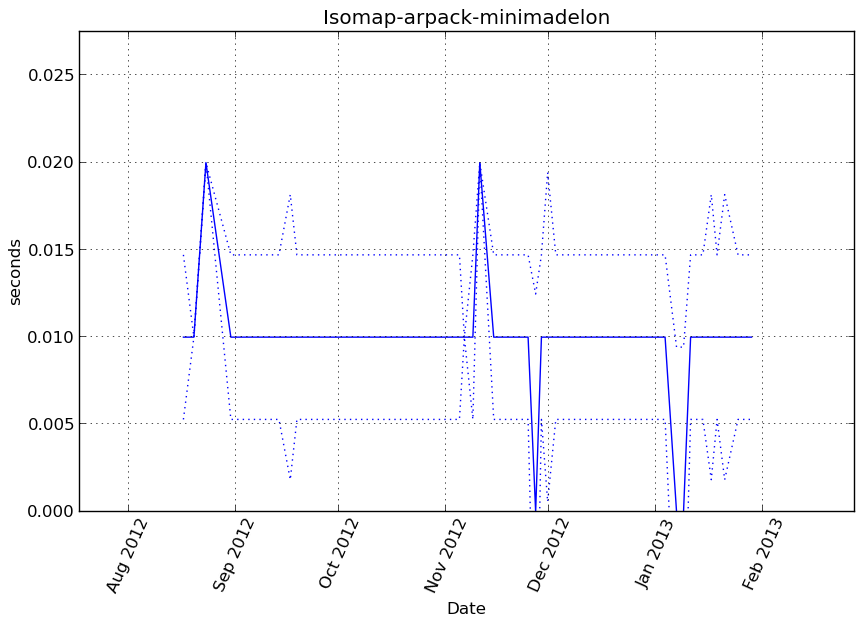 Isomap-arpack-minimadelon
0.025
0.020
0.015
0.010
0.005
0.000
seconds
Aug 2012
Sep 2012
Oct 2012
Nov 2012
Dec 2012
Jan 2013
Feb 2013
Date